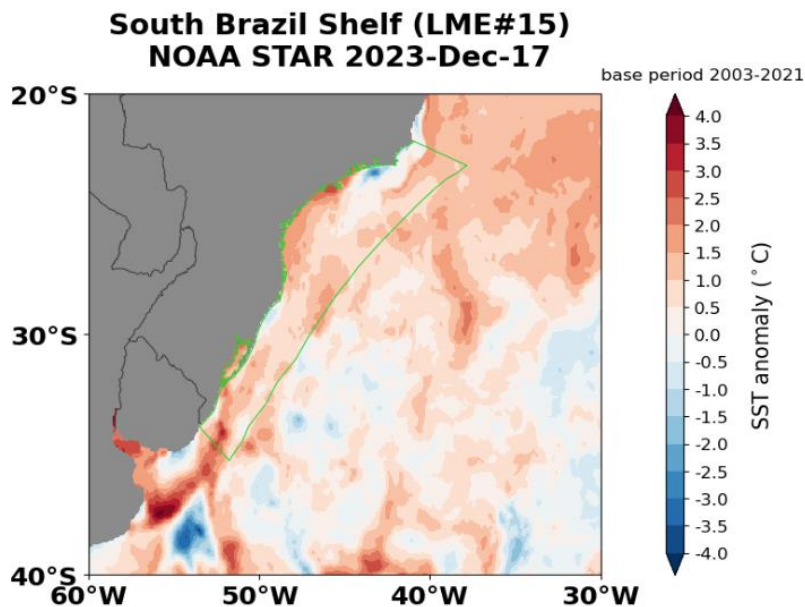 South Brazil Shelf (LME#15)
NOAA STAR 2023-Dec-17
base period 2003-2021
20°S
30°S
40°S
60°W
50°W
40°W
30°W
4.0
3.5
3.0
2.5
2.0
1.5
1.0
0.5
0.0
-0.5
-1.0
-1.5
-2.0
-2.5
-3.0
-3.5
-4.0
SST anomaly (°C)